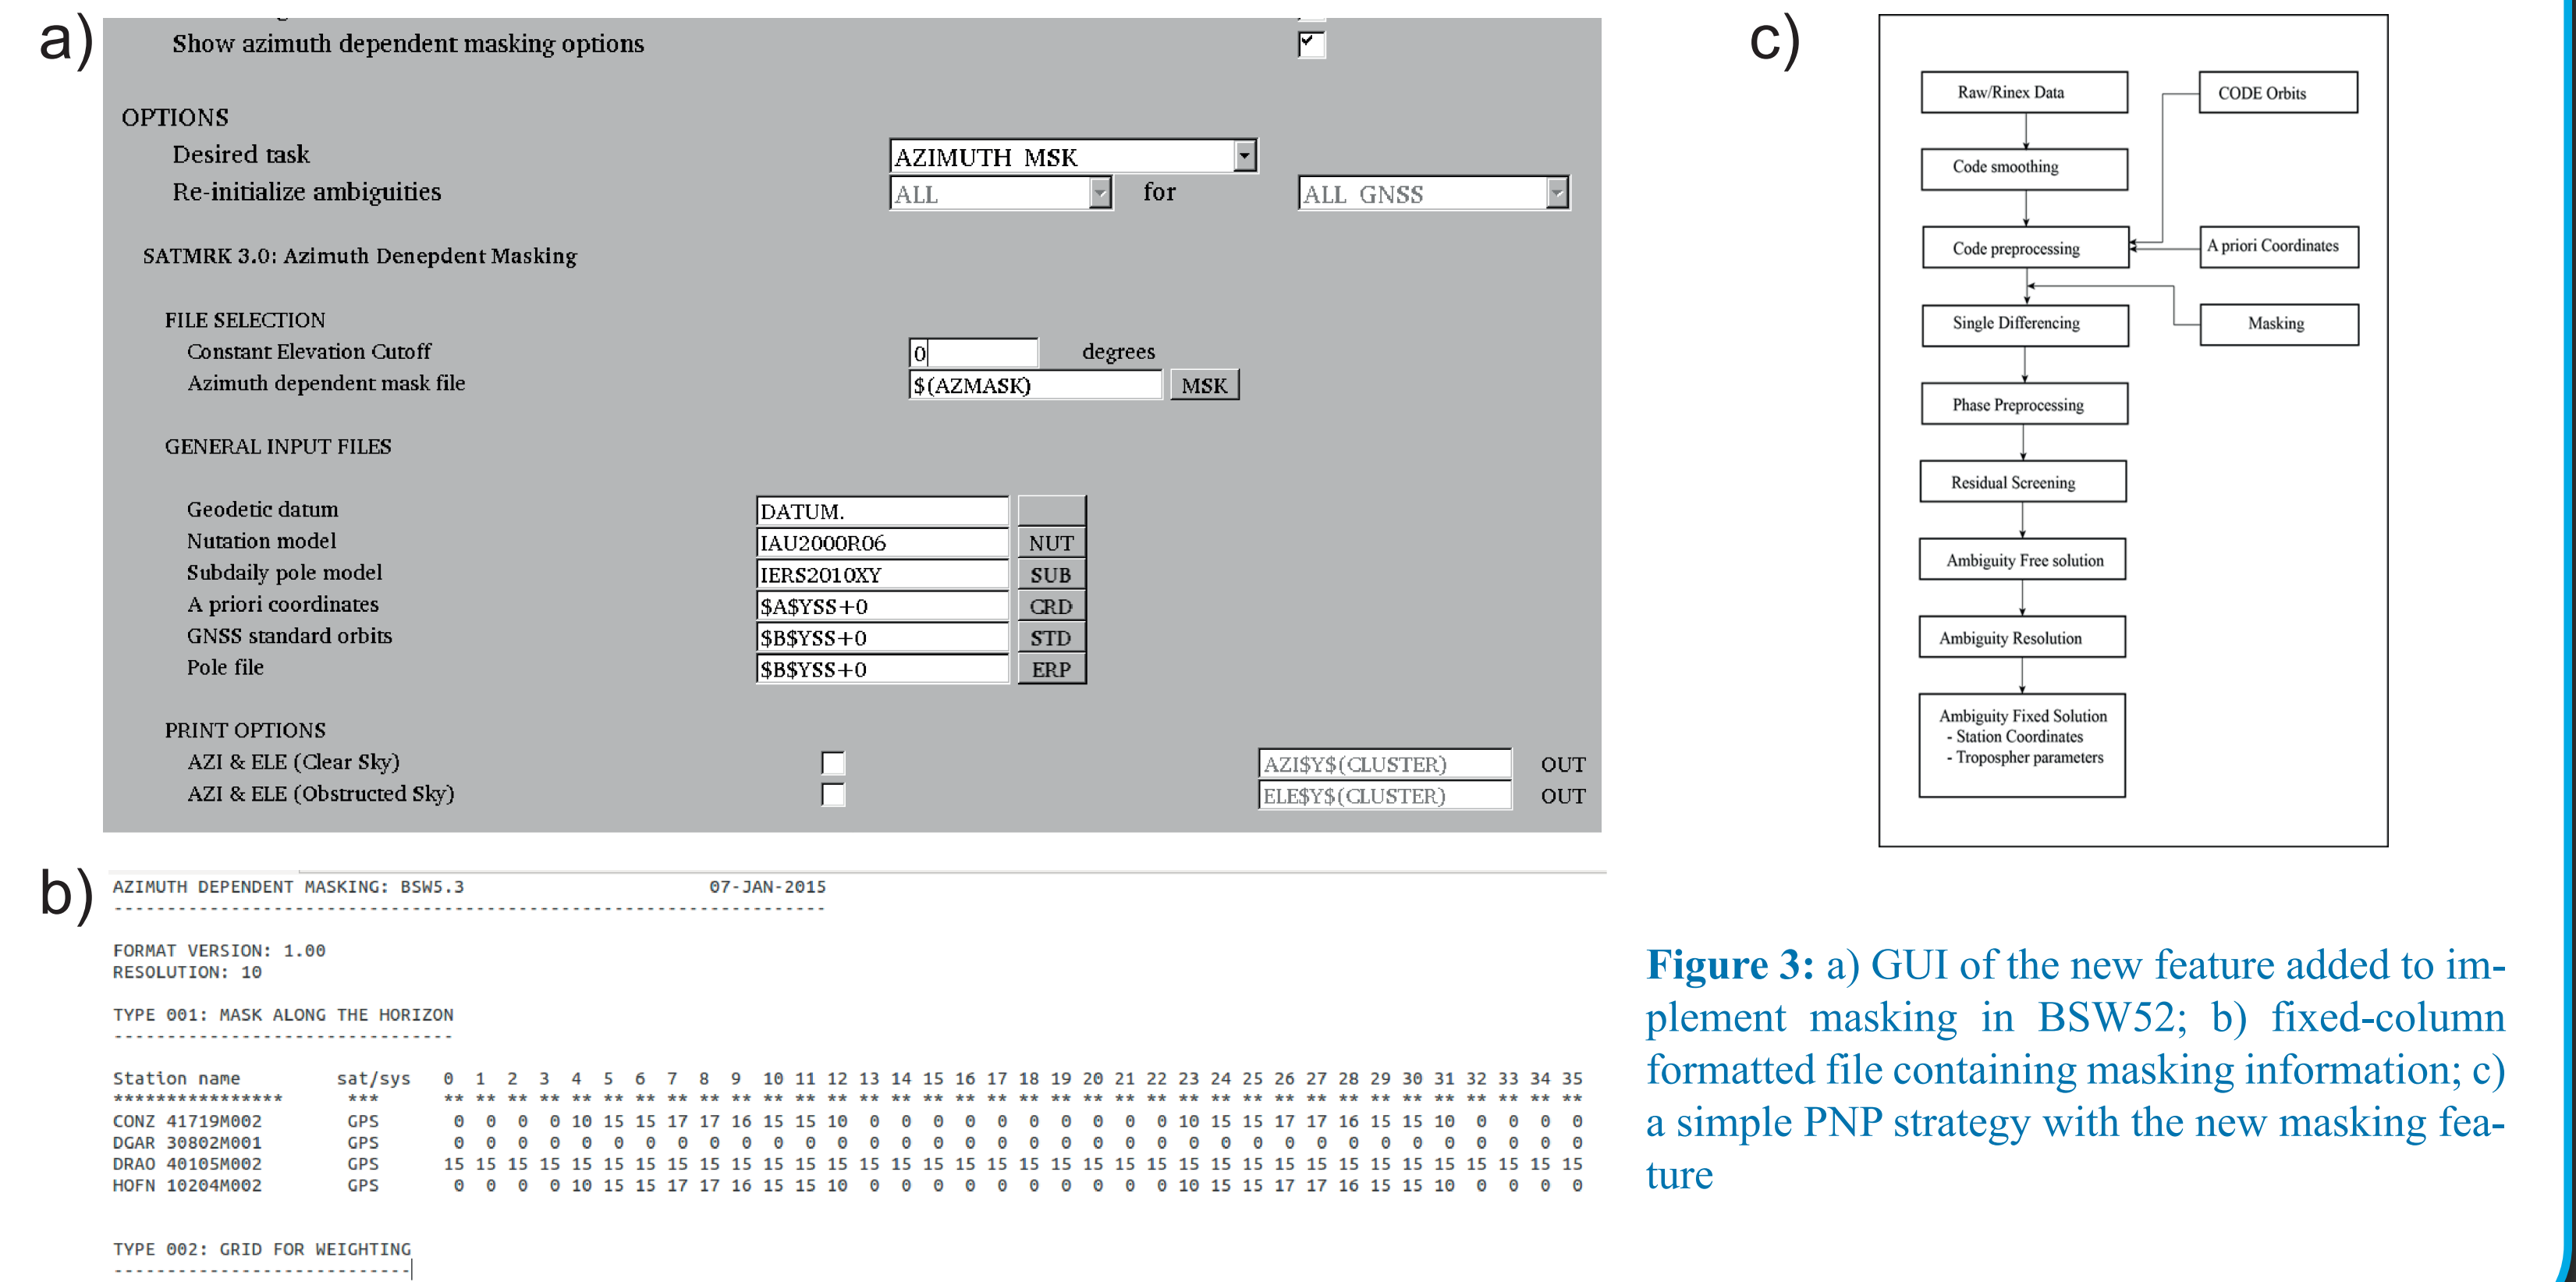 a)
Show azimuth dependent masking options
OPTIONS
Desired task AZIMUTH MSK
Re-initialize ambiguities ALL for ALL GNSS
SATMRK 3.0: Azimuth Denepdent Masking
FILE SELECTION
Constant Elevation Cutoff 0 degrees
Azimuth dependent mask file $(AZMASK) MSK
GENERAL INPUT FILES
Geodetic datum DATUM.
Nutation model IAU2000R06 NUT
Subdaily pole model IERS2010XY SUB
A priori coordinates $A$YSS+0 CRD
GNSS standard orbits $B$YSS+0 STD
Pole file $B$YSS+0 ERP
PRINT OPTIONS
AZI & ELE (Clear Sky) AZI$Y$(CLUSTER) OUT
AZI & ELE (Obstructed Sky) ELE$Y$(CLUSTER) OUT
b)
AZIMUTH DEPENDENT MASKING: BSW5.3 07-JAN-2015
-------------------------------------------------------------------
FORMAT VERSION: 1.00
RESOLUTION: 10
TYPE 001: MASK ALONG THE HORIZON
--------------------------------
Station name sat/sys 0 1 2 3 4 5 6 7 8 9 10 11 12 13 14 15 16 17 18 19 20 21 22 23 24 25 26 27 28 29 30 31 32 33 34 35
**************** *** ** ** ** ** ** ** ** ** ** ** ** ** ** ** ** ** ** ** ** ** ** ** ** ** ** ** ** ** ** ** ** ** ** ** ** **
CONZ 41719M002 GPS 0 0 0 0 10 15 15 17 17 16 15 15 10 0 0 0 0 0 0 0 0 0 0 10 15 15 17 17 16 15 15 10 0 0 0 0
DGAR 30802M001 GPS 0 0 0 0 0 0 0 0 0 0 0 0 0 0 0 0 0 0 0 0 0 0 0 0 0 0 0 0 0 0 0 0 0 0 0 0
DRAO 40105M002 GPS 15 15 15 15 15 15 15 15 15 15 15 15 15 15 15 15 15 15 15 15 15 15 15 15 15 15 15 15 15 15 15 15 15 15 15 15
HOFN 10204M002 GPS 0 0 0 0 10 15 15 17 17 16 15 15 10 0 0 0 0 0 0 0 0 0 0 10 15 15 17 17 16 15 15 10 0 0 0 0
TYPE 002: GRID FOR WEIGHTING
----------------------------
c)
Raw/Rinex Data
CODE Orbits
Code smoothing
Code preprocessing
A priori Coordinates
Single Differencing
Masking
Phase Preprocessing
Residual Screening
Ambiguity Free solution
Ambiguity Resolution
Ambiguity Fixed Solution
- Station Coordinates
- Tropospher parameters
Figure 3: a) GUI of the new feature added to im-
plement masking in BSW52; b) fixed-column
formatted file containing masking information; c)
a simple PNP strategy with the new masking fea-
ture